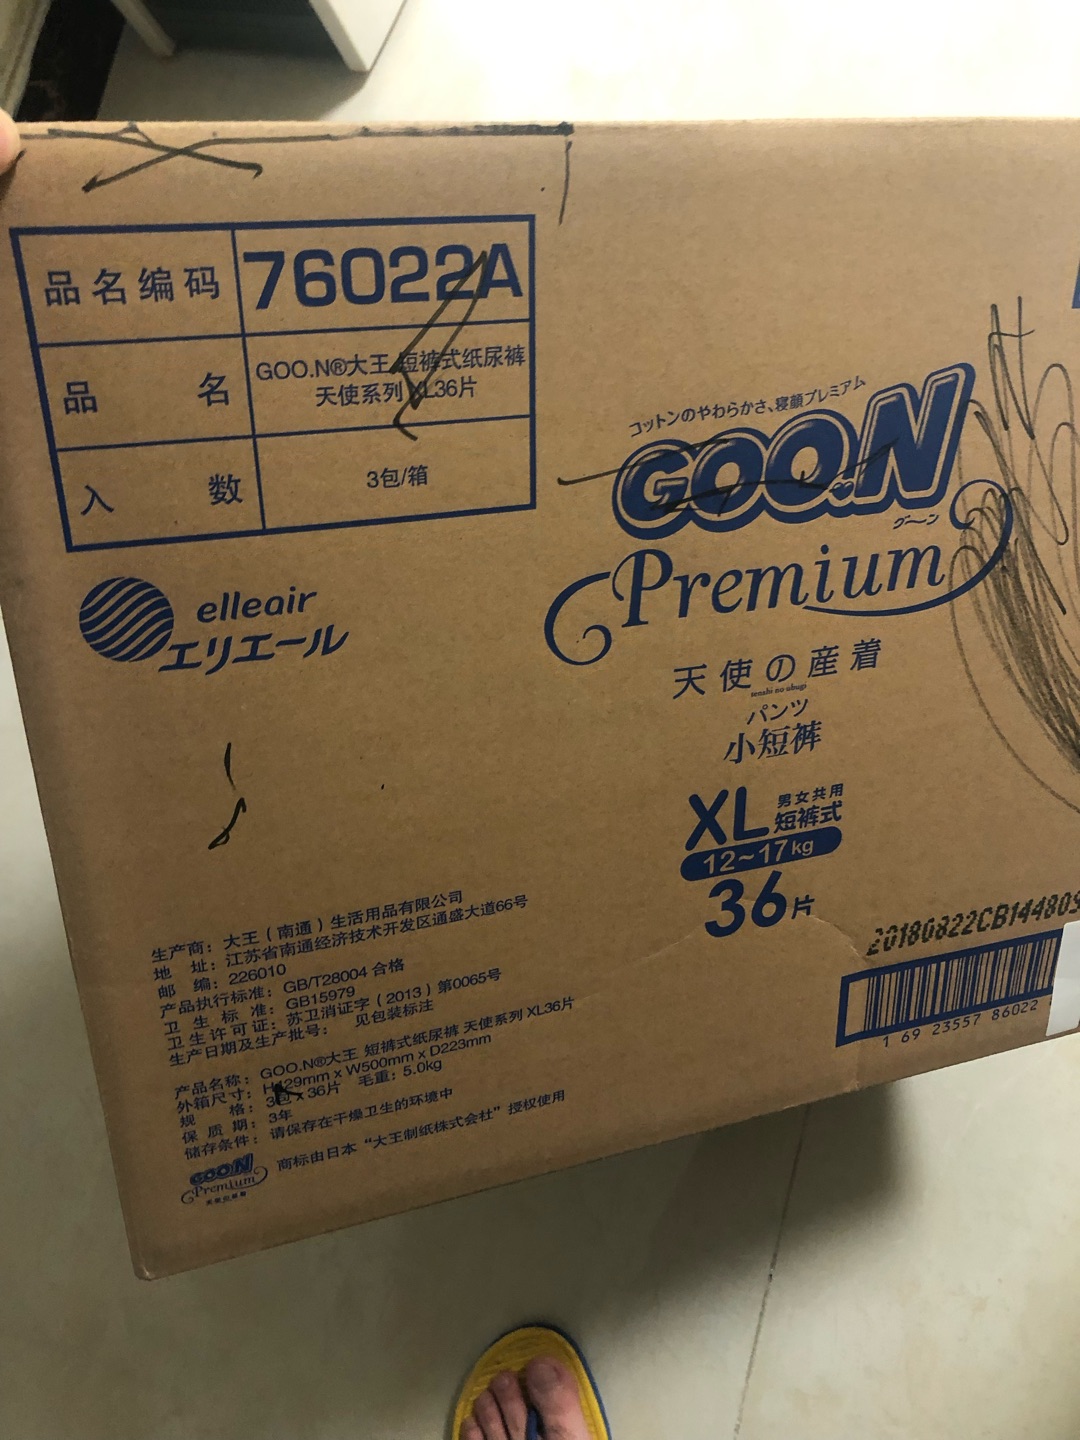 品名编码 76022A
品 名 GOO.N®大王 短裤式纸尿裤
天使系列 XL36片
入 数 3包/箱
elleair
エリエール
コットンのやわらかさ、寝顔プレミアム
GOO.N
グ〜ン
Premium
天使の産着
tenshi no ubugi
パンツ
小短裤
XL 男女共用
短裤式
12~17kg
36片
生产商：大王（南通）生活用品有限公司
地 址：江苏省南通经济技术开发区通盛大道66号
邮 编：226010
产品执行标准：GB/T28004 合格
卫 生 标 准：GB15979
卫生许可证：苏卫消证字（2013）第0065号
生产日期及生产批号： 见包装标注
产品名称：GOO.N®大王 短裤式纸尿裤 天使系列 XL36片
外箱尺寸：29mm x W500mm x D223mm
规 格：3包 x 36片 毛重：5.0kg
保 质 期：3年
储存条件：请保存在干燥卫生的环境中
GOO.N
Premium
天使の産着
商标由日本“大王制纸株式会社”授权使用
20180822CB144809
1 69 23557 86022